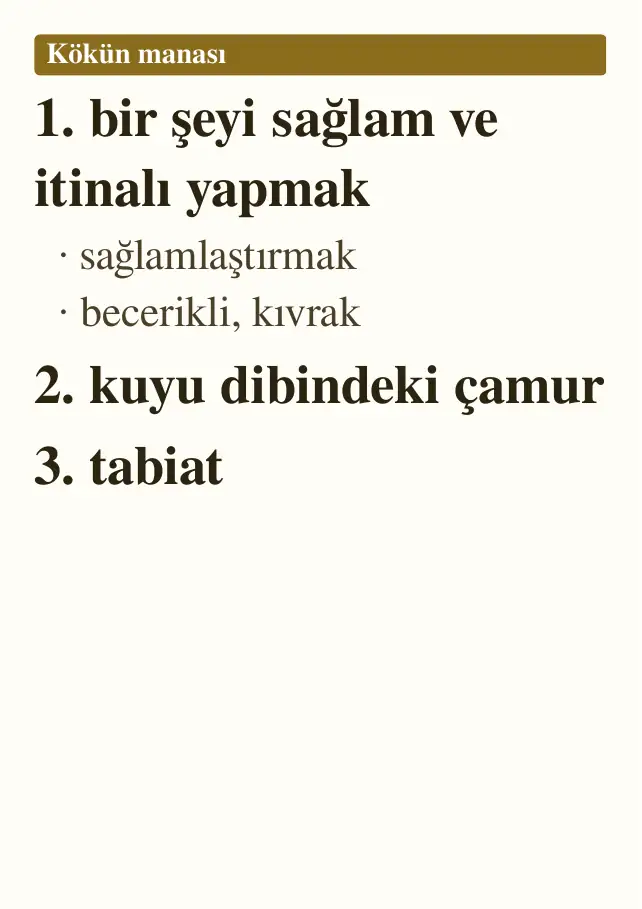 Kökün manası
1. bir şeyi sağlam ve
itinalı yapmak
· sağlamlaştırmak
· becerikli, kıvrak
2. kuyu dibindeki çamur
3. tabiat